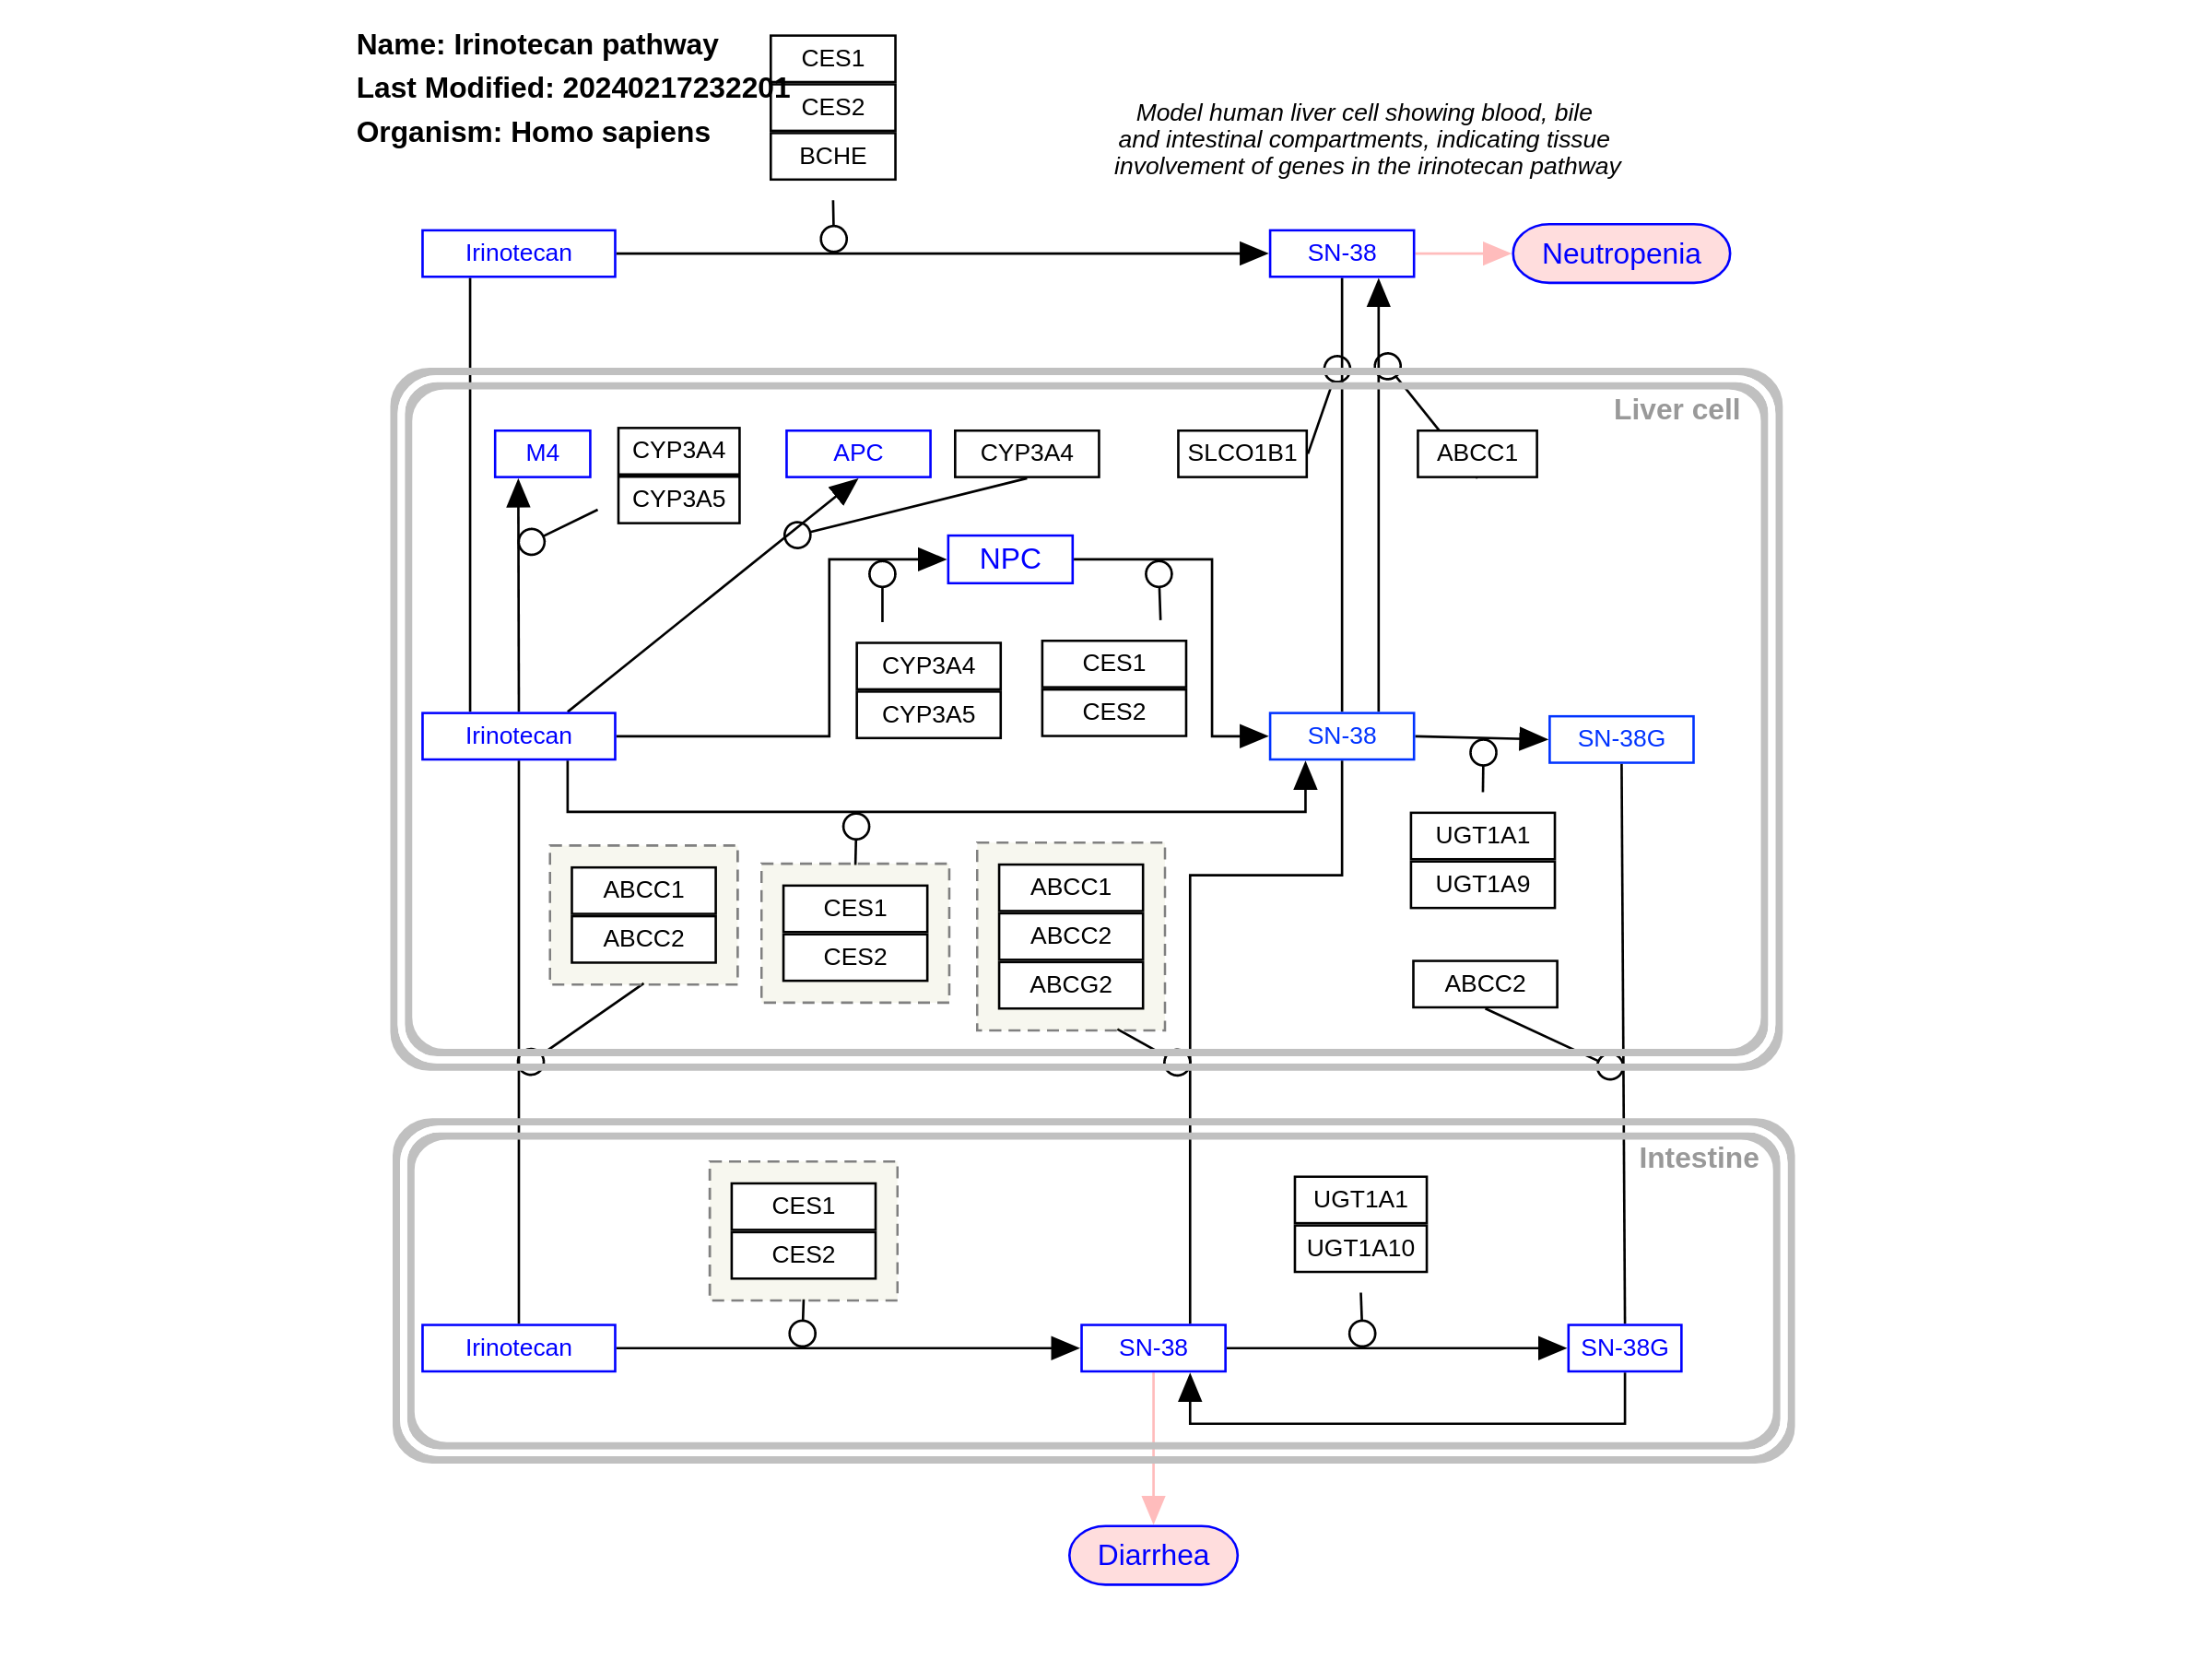 Name: Irinotecan pathway
Last Modified: 20240217232201
Organism: Homo sapiens
CES1
CES2
BCHE
Model human liver cell showing blood, bile
and intestinal compartments, indicating tissue
involvement of genes in the irinotecan pathway
Irinotecan
SN-38
Neutropenia
Liver cell
M4
CYP3A4
CYP3A5
APC
CYP3A4
SLCO1B1
ABCC1
NPC
CYP3A4
CYP3A5
CES1
CES2
Irinotecan
SN-38
SN-38G
UGT1A1
UGT1A9
ABCC1
ABCC2
CES1
CES2
ABCC1
ABCC2
ABCG2
ABCC2
Intestine
CES1
CES2
UGT1A1
UGT1A10
Irinotecan
SN-38
SN-38G
Diarrhea